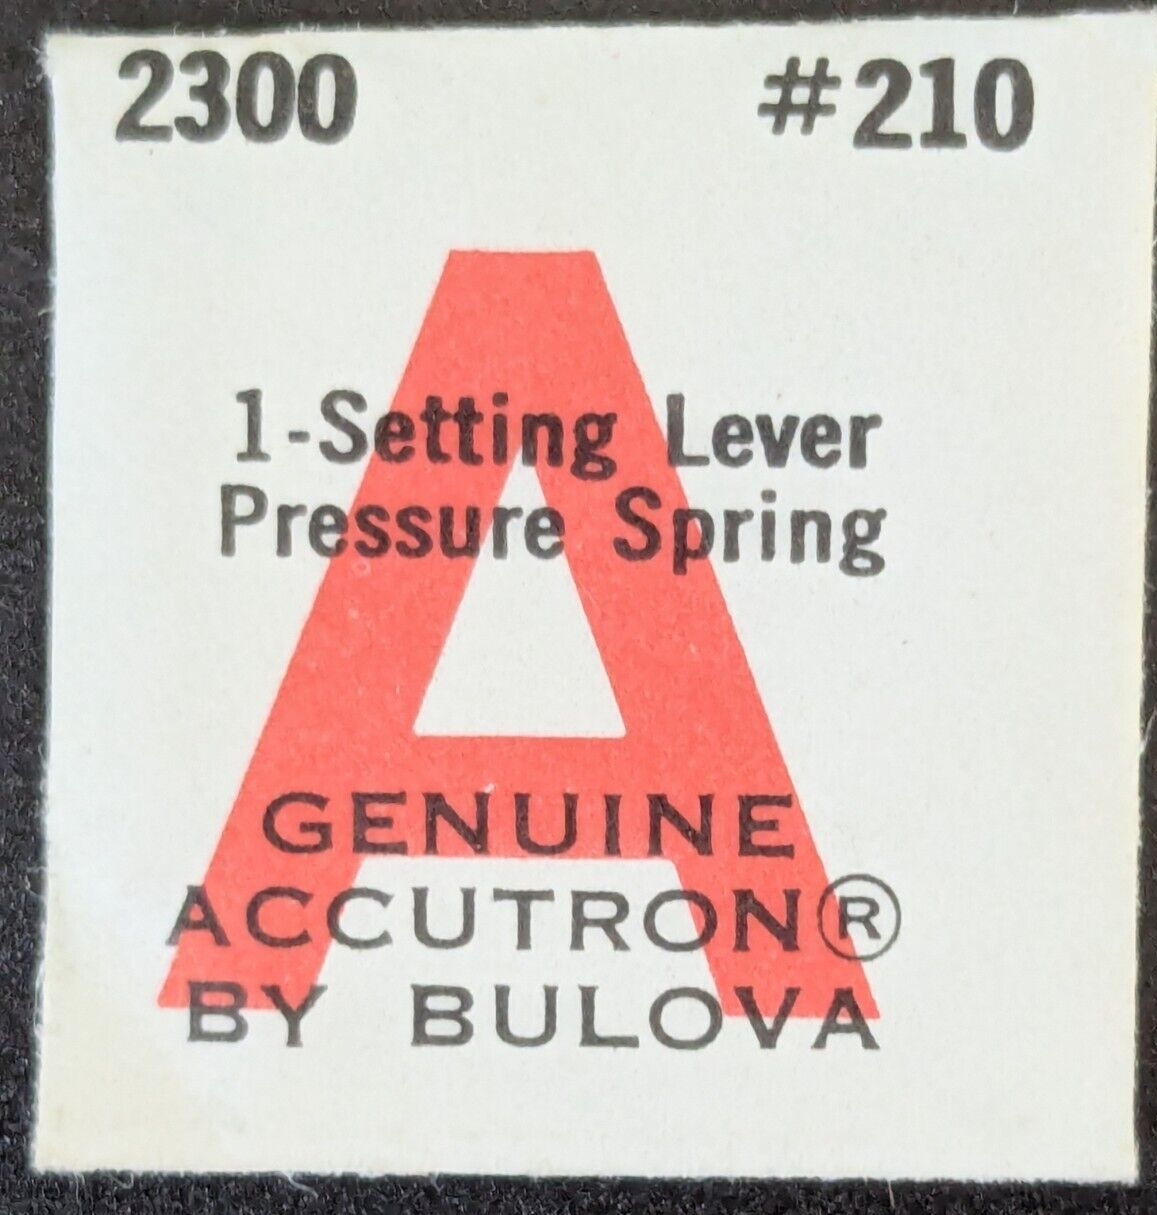 2300 #210
1-Setting Lever
Pressure Spring
GENUINE
ACCUTRON®
BY BULOVA